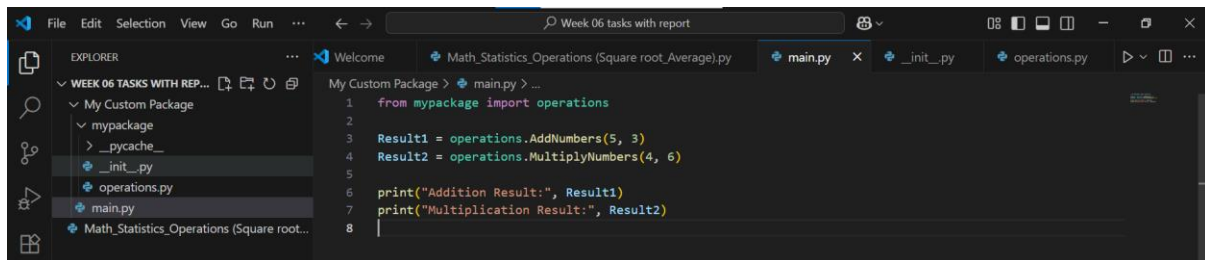 File Edit Selection View Go Run ··· ← → Week 06 tasks with report
EXPLORER ···
WEEK 06 TASKS WITH REP...
My Custom Package
mypackage
__pycache__
__init__.py
operations.py
main.py
Math_Statistics_Operations (Square root...
Welcome Math_Statistics_Operations (Square root_Average).py main.py × __init__.py operations.py
My Custom Package > main.py > ...
1 from mypackage import operations
2
3 Result1 = operations.AddNumbers(5, 3)
4 Result2 = operations.MultiplyNumbers(4, 6)
5
6 print("Addition Result:", Result1)
7 print("Multiplication Result:", Result2)
8